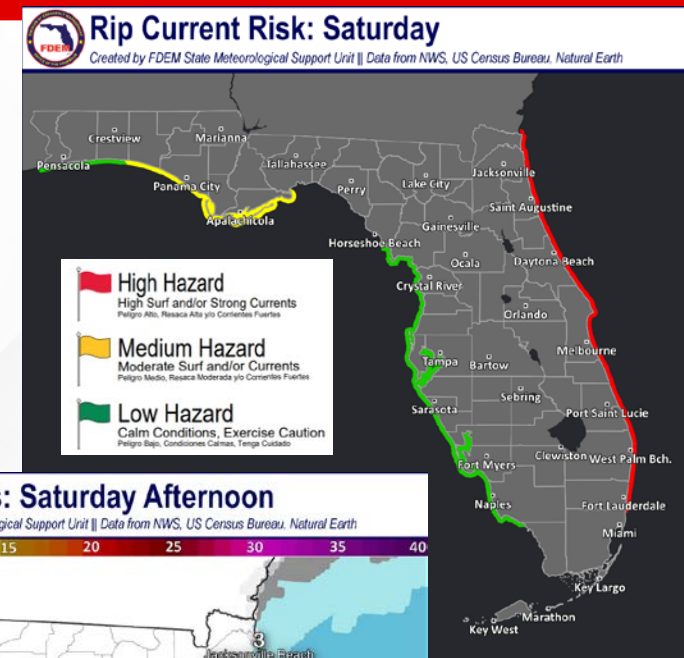 FDEM
Rip Current Risk: Saturday
Created by FDEM State Meteorological Support Unit || Data from NWS, US Census Bureau, Natural Earth
Crestview
Marianna
Pensacola
Tallahassee
Jacksonville
Panama City
Perry
Lake City
Apalachicola
Saint Augustine
Gainesville
Horseshoe Beach
Ocala
Daytona Beach
Crystal River
Orlando
Tampa
Bartow
Melbourne
Sebring
Sarasota
Port Saint Lucie
Clewiston
West Palm Bch.
Fort Myers
Naples
Fort Lauderdale
Miami
Key Largo
Marathon
Key West
High Hazard
High Surf and/or Strong Currents
Peligro Alto, Resaca Alta y/o Corrientes Fuertes
Medium Hazard
Moderate Surf and/or Currents
Peligro Medio, Resaca Moderada y/o Corrientes Fuertes
Low Hazard
Calm Conditions, Exercise Caution
Peligro Bajo, Condiciones Calmas, Tenga Cuidado
s: Saturday Afternoon
gical Support Unit || Data from NWS, US Census Bureau, Natural Earth
15 20 25 30 35 40
3
Jacksonville Beach